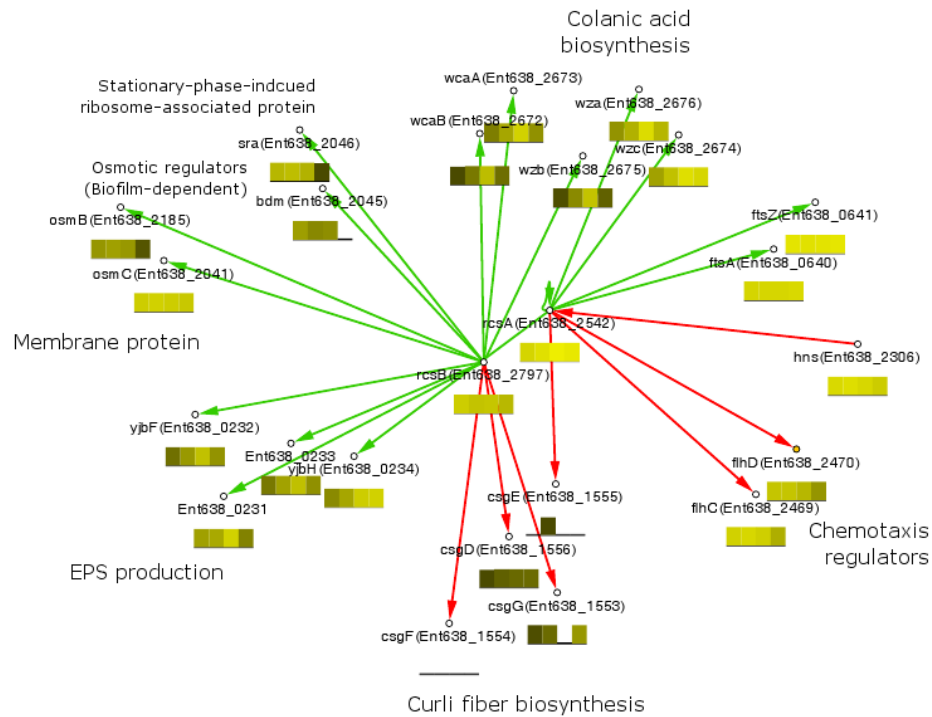 Colanic acid
biosynthesis
wcaA(Ent638_2673)
Stationary-phase-indcued
ribosome-associated protein
wza(Ent638_2676)
wcaB(Ent638_2672)
sra(Ent638_2046)
wzc(Ent638_2674)
Osmotic regulators
(Biofilm-dependent)
wzb(Ent638_2675)
bdm(Ent638_2045)
osmB(Ent638_2185)
ftsZ(Ent638_0641)
osmC(Ent638_2041)
ftsA(Ent638_0640)
rcsA(Ent638_2542)
Membrane protein
hns(Ent638_2306)
rcsB(Ent638_2797)
yjbF(Ent638_0232)
Ent638_0233
yjbH(Ent638_0234)
flhD(Ent638_2470)
csgE(Ent638_1555)
Ent638_0231
flhC(Ent638_2469)
Chemotaxis
regulators
csgD(Ent638_1556)
EPS production
csgG(Ent638_1553)
csgF(Ent638_1554)
Curli fiber biosynthesis